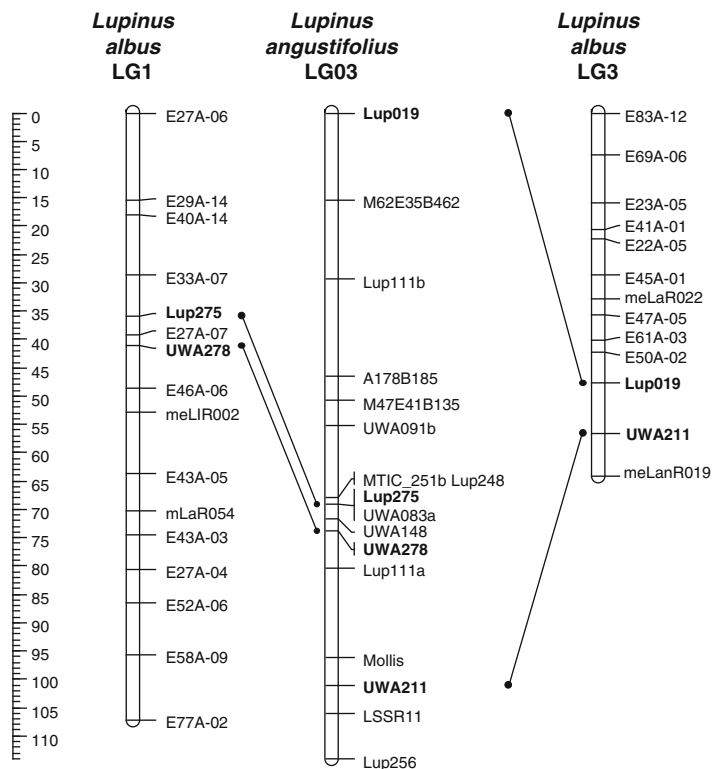 Lupinus
albus
LG1
Lupinus
angustifolius
LG03
Lupinus
albus
LG3
0
5
10
15
20
25
30
35
40
45
50
55
60
65
70
75
80
85
90
95
100
105
110
E27A-06
E29A-14
E40A-14
E33A-07
Lup275
E27A-07
UWA278
E46A-06
meLIR002
E43A-05
mLaR054
E43A-03
E27A-04
E52A-06
E58A-09
E77A-02
Lup019
M62E35B462
Lup111b
A178B185
M47E41B135
UWA091b
MTIC_251b Lup248
Lup275
UWA083a
UWA148
UWA278
Lup111a
Mollis
UWA211
LSSR11
Lup256
E83A-12
E69A-06
E23A-05
E41A-01
E22A-05
E45A-01
meLaR022
E47A-05
E61A-03
E50A-02
Lup019
UWA211
meLanR019